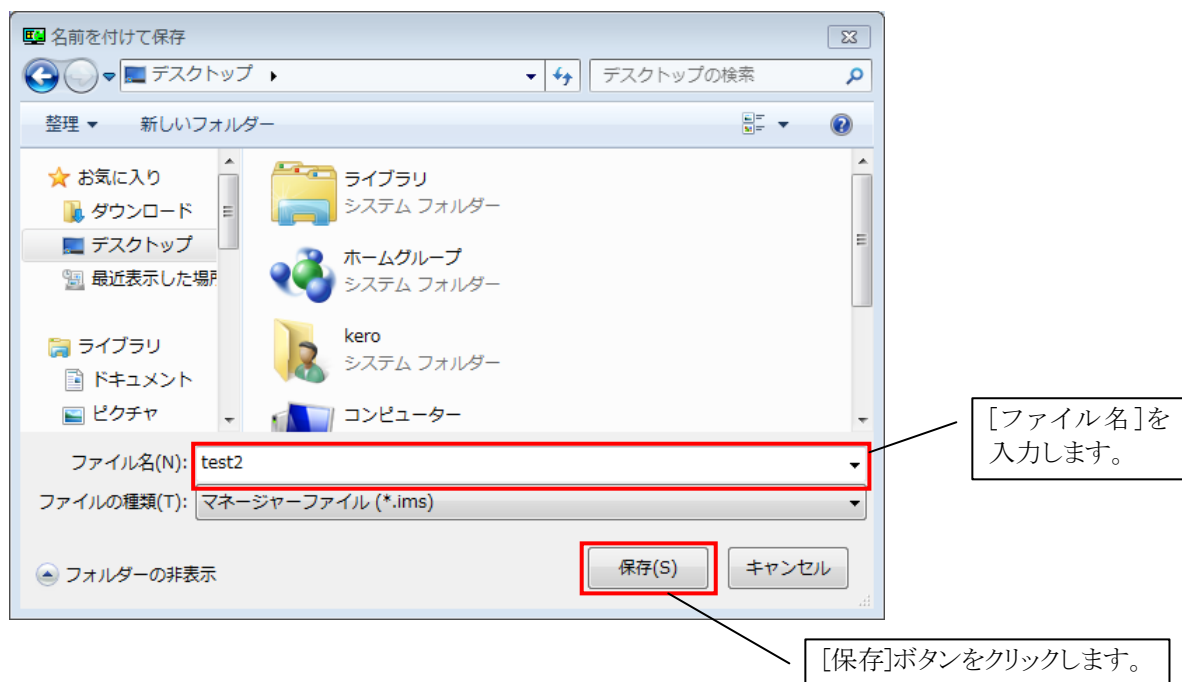 名前を付けて保存
デスクトップ
デスクトップの検索
整理
新しいフォルダー
お気に入り
ダウンロード
デスクトップ
最近表示した場所
ライブラリ
ドキュメント
ピクチャ
ライブラリ
システム フォルダー
ホームグループ
システム フォルダー
kero
システム フォルダー
コンピューター
ファイル名(N): test2
ファイルの種類(T): マネージャーファイル (*.ims)
フォルダーの非表示
保存(S)
キャンセル
[ファイル名]を
入力します。
[保存]ボタンをクリックします。